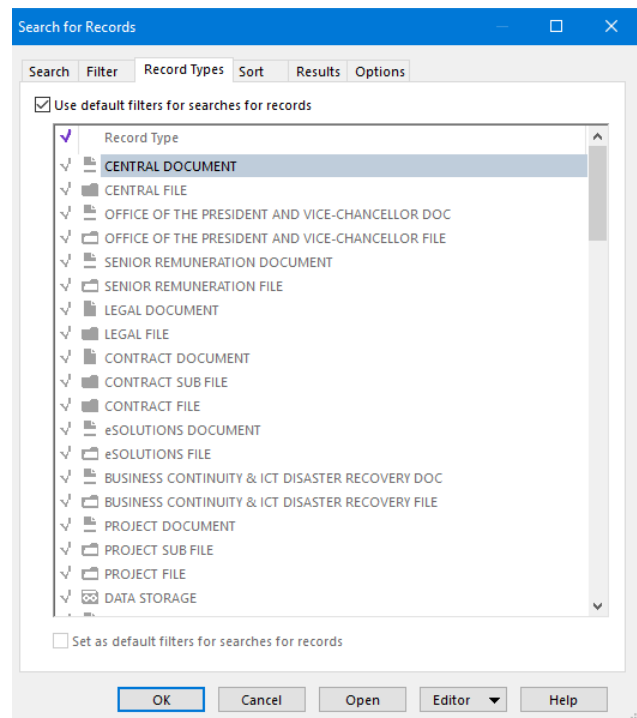 Search for Records
Search Filter Record Types Sort Results Options
Use default filters for searches for records
Record Type
CENTRAL DOCUMENT
CENTRAL FILE
OFFICE OF THE PRESIDENT AND VICE-CHANCELLOR DOC
OFFICE OF THE PRESIDENT AND VICE-CHANCELLOR FILE
SENIOR REMUNERATION DOCUMENT
SENIOR REMUNERATION FILE
LEGAL DOCUMENT
LEGAL FILE
CONTRACT DOCUMENT
CONTRACT SUB FILE
CONTRACT FILE
eSOLUTIONS DOCUMENT
eSOLUTIONS FILE
BUSINESS CONTINUITY & ICT DISASTER RECOVERY DOC
BUSINESS CONTINUITY & ICT DISASTER RECOVERY FILE
PROJECT DOCUMENT
PROJECT SUB FILE
PROJECT FILE
DATA STORAGE
Set as default filters for searches for records
OK Cancel Open Editor Help